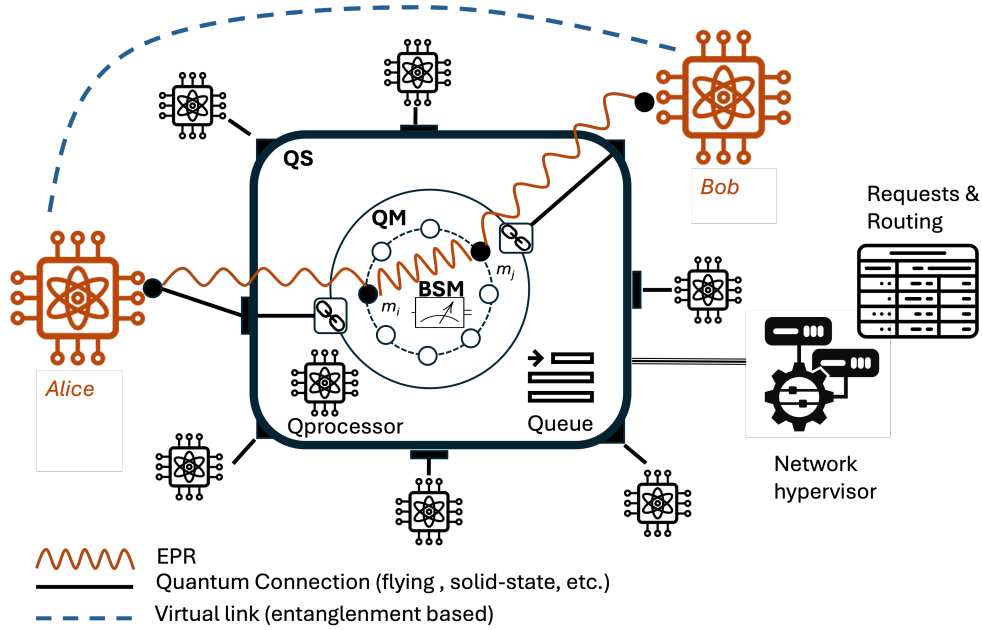 QS
Bob
Requests &
Routing
QM
m_j
BSM
m_i
Alice
Qprocessor
Queue
Network
hypervisor
EPR
Quantum Connection (flying , solid-state, etc.)
Virtual link (entanglenment based)